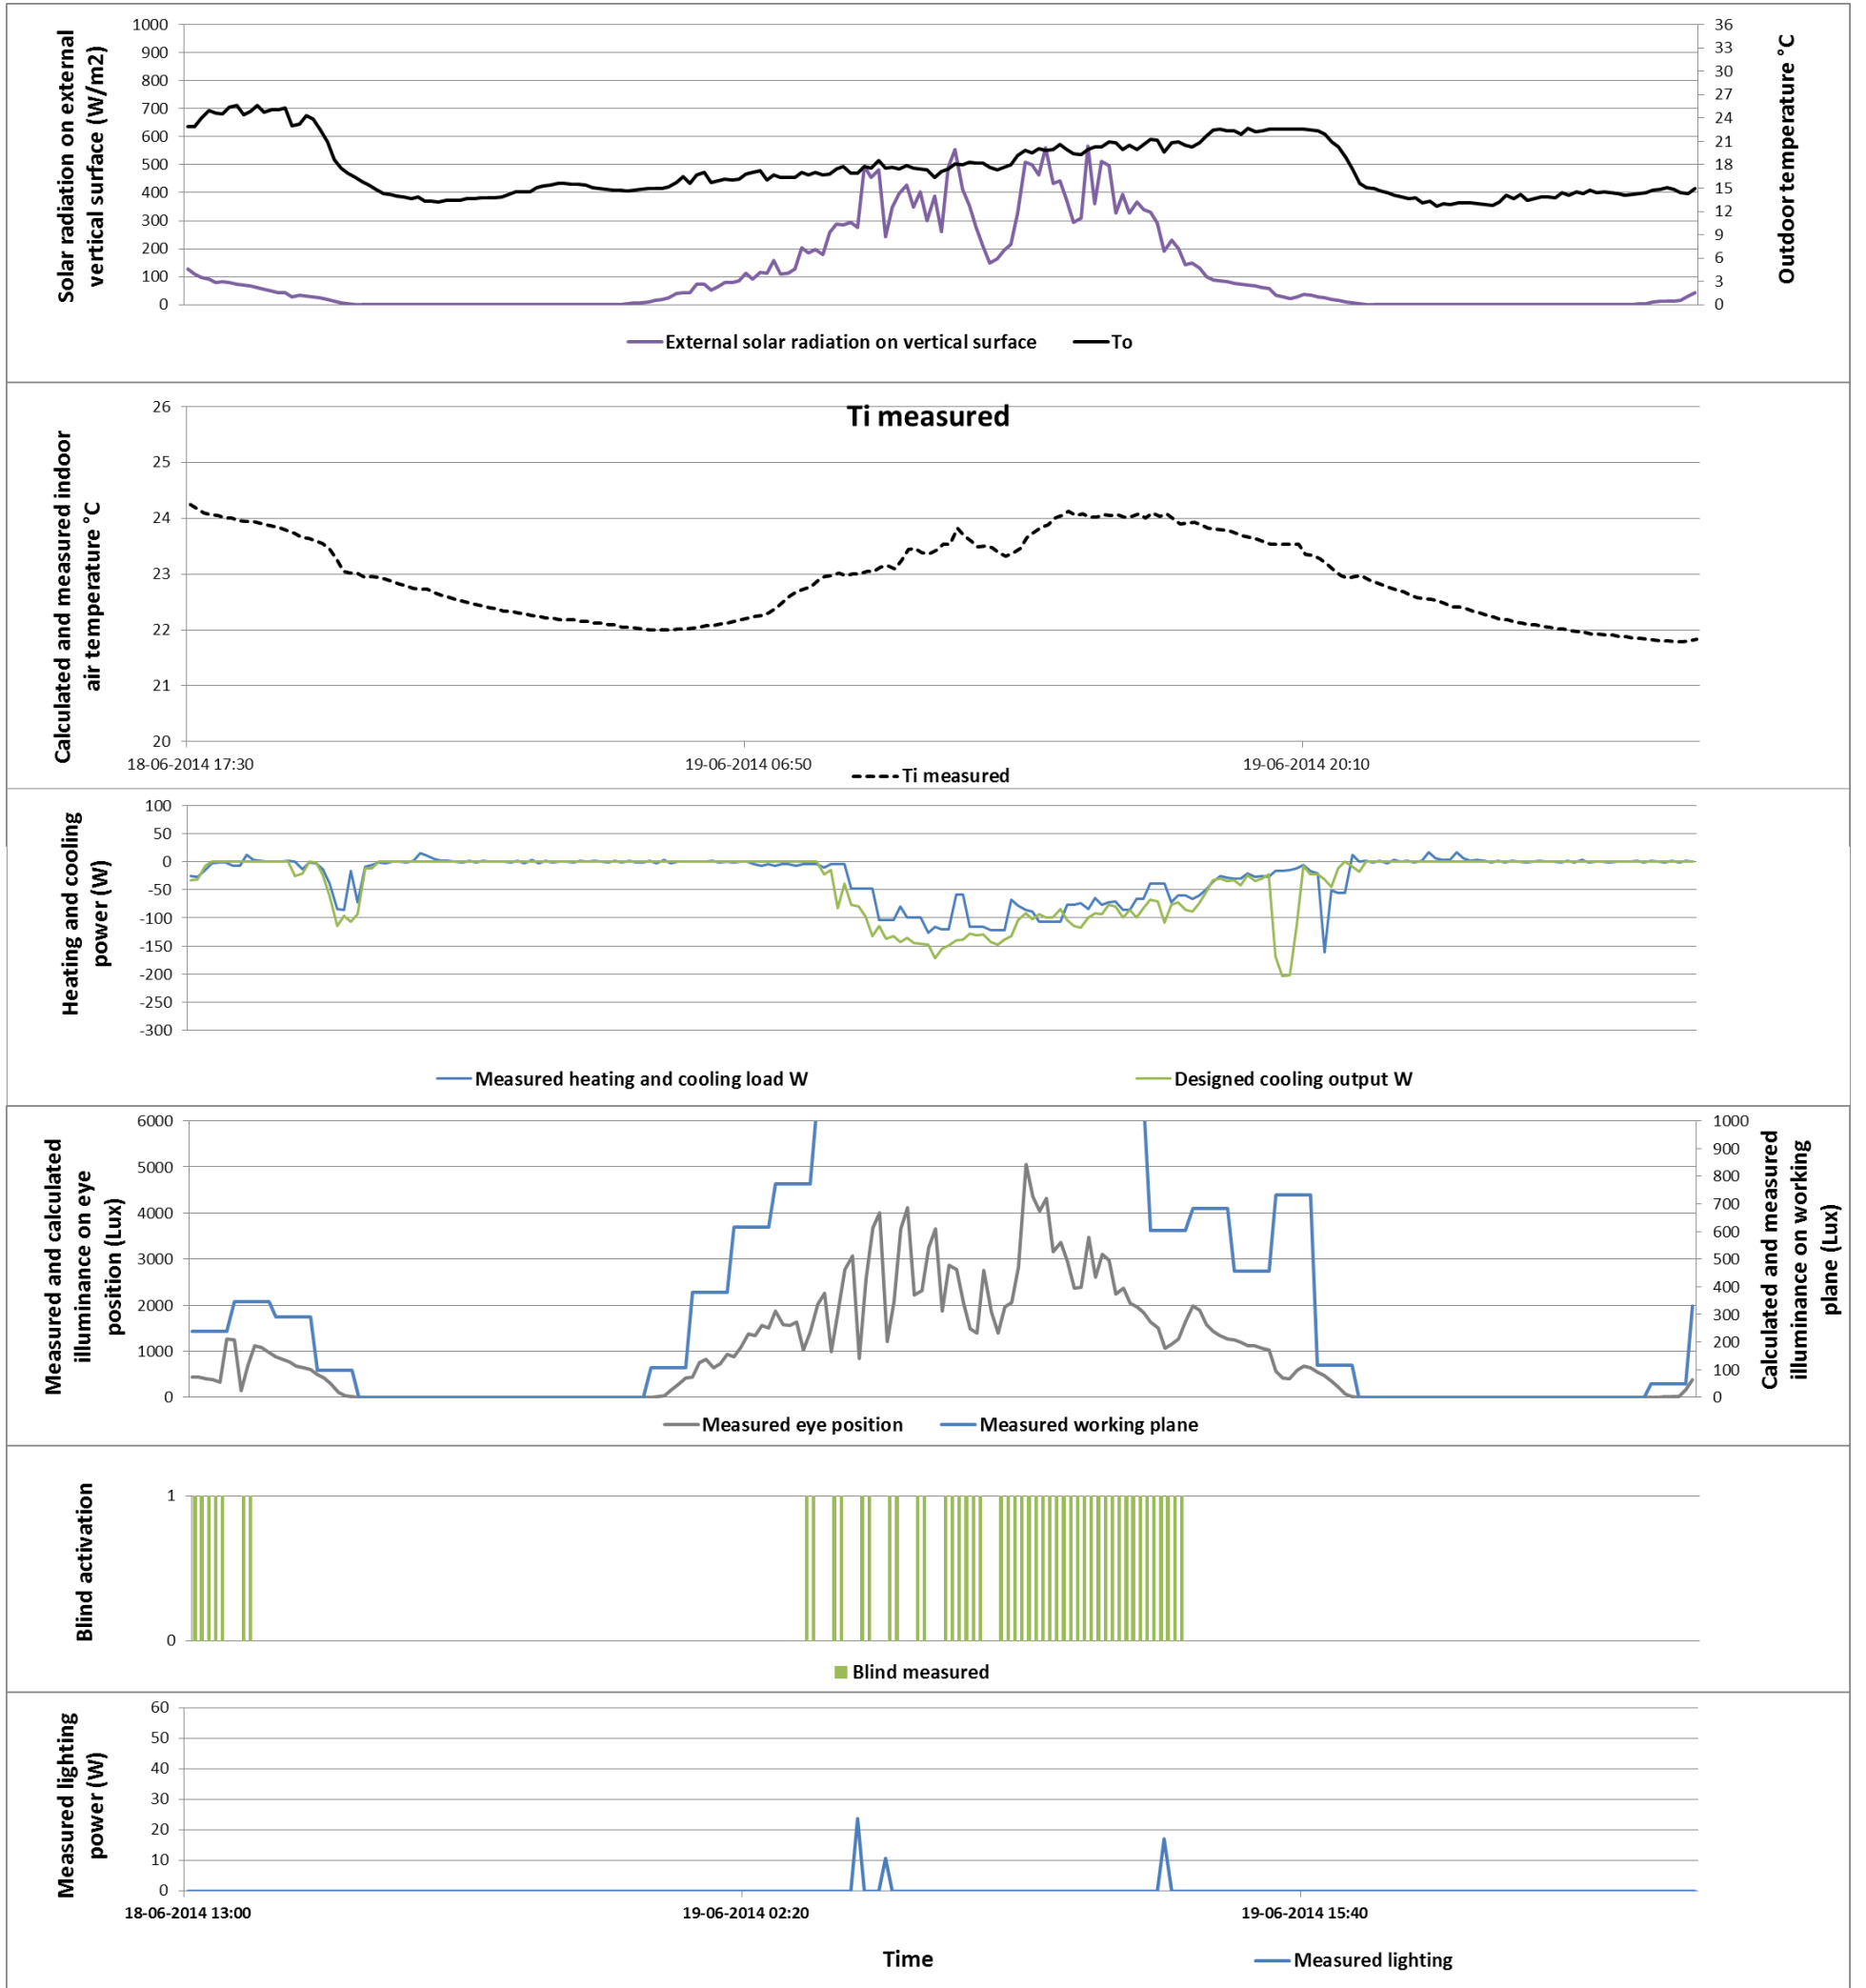 Solar radiation on external
vertical surface (W/m2)
1000
900
800
700
600
500
400
300
200
100
0
36
33
30
27
24
21
18
15
12
9
6
3
0
Outdoor temperature °C
External solar radiation on vertical surface
To
Calculated and measured indoor
air temperature °C
Ti measured
26
25
24
23
22
21
20
18-06-2014 17:30
19-06-2014 06:50
19-06-2014 20:10
Ti measured
Heating and cooling
power (W)
100
50
0
-50
-100
-150
-200
-250
-300
Measured heating and cooling load W
Designed cooling output W
Measured and calculated
illuminance on eye
position (Lux)
6000
5000
4000
3000
2000
1000
0
1000
900
800
700
600
500
400
300
200
100
0
Calculated and measured
illuminance on working
plane (Lux)
Measured eye position
Measured working plane
Blind activation
1
0
Blind measured
Measured lighting
power (W)
60
50
40
30
20
10
0
18-06-2014 13:00
19-06-2014 02:20
19-06-2014 15:40
Time
Measured lighting